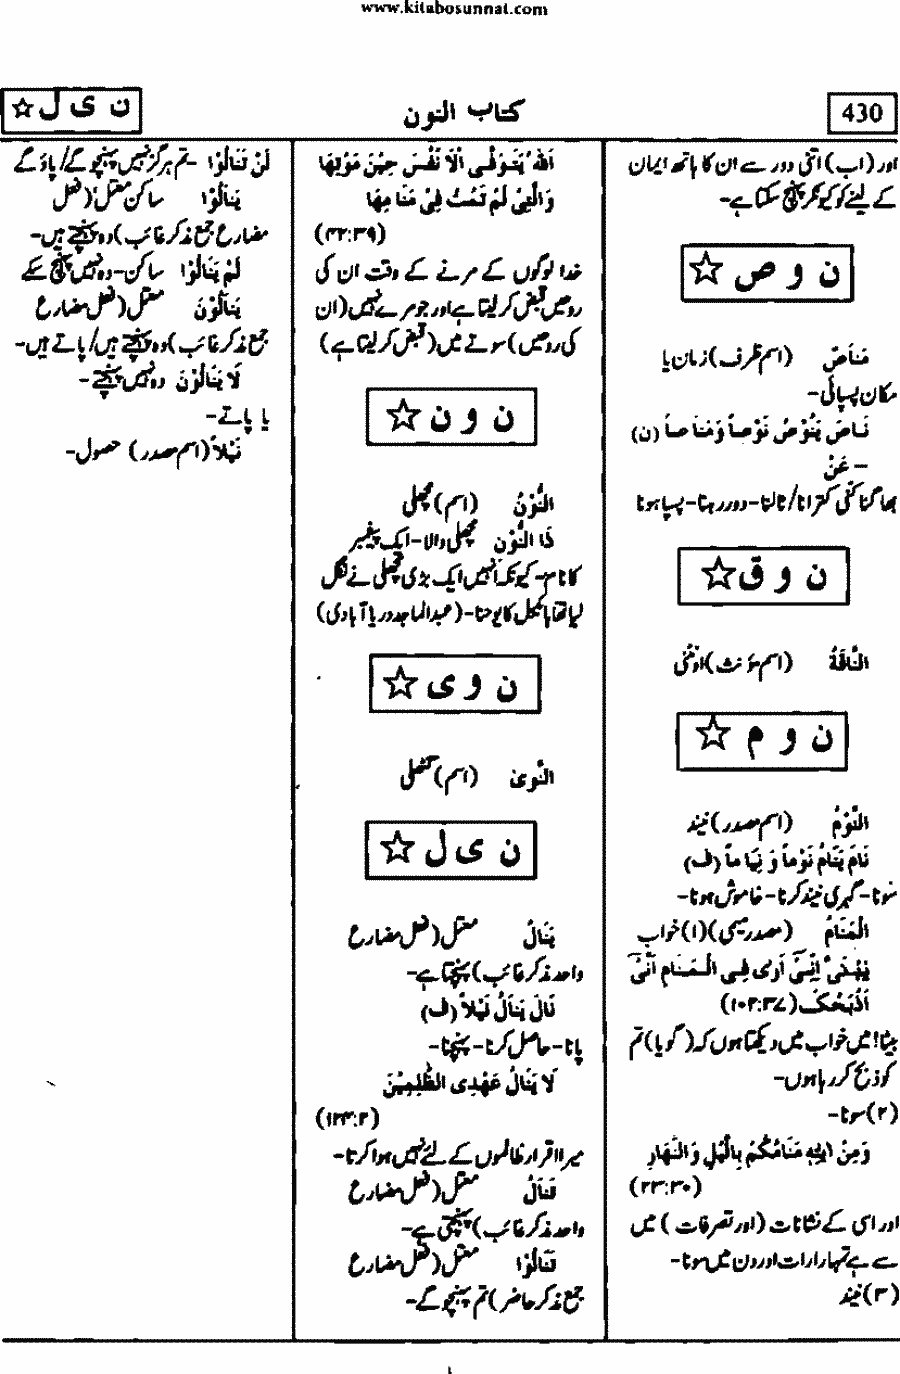 www.kitabosunnat.com
430
کتاب النون
ن ی ل ☆
اور (اب) اتنی دور سے ان کا ہاتھ ایمان
کے لینے کو کیونکر پہنچ سکتا ہے-
ن و ص ☆
مَنَاصٌ (اسم ظرف) زمان یا
مکان پسپائی-
نَاصَ يَنُوْصُ نَوْصاً وَمَنَاصاً (ن)
- عَنْ
بھاگنا کنی کترانا/ ٹالنا-دور رہنا- پسپا ہونا
ن و ق ☆
النَّاقَةُ (اسم مؤنث) اونٹنی
ن و م ☆
النَّوْمُ (اسم مصدر) نیند
نَامَ يَنَامُ نَوْماً وَ نِيَا ماً (ف)
سونا- گہری نیند کرنا- خاموش ہونا-
الْمَنَامُ (مصدر میمی) (۱) خواب
يٰبُنَىَّ اِنِّىْٓ اَرٰى فِى الْمَنَامِ اَنِّىْٓ
اَذْبَحُكَ (۱۰۲:۳۷)
بیٹا! میں خواب میں دیکھتا ہوں کہ (گویا) تم
کو ذبح کر رہا ہوں-
(۲) سونا-
وَمِنْ اٰيٰتِهٖ مَنَامُكُمْ بِالَّيْلِ وَالنَّهَارِ
(۲۳:۳۰)
اور اسی کے نشانات (اور تصرفات) میں
سے ہے تمہارا رات اور دن میں سونا-
(۳) نیند
اَللّٰهُ يَتَوَفَّى الْاَنْفُسَ حِيْنَ مَوْتِهَا
وَالَّتِىْ لَمْ تَمُتْ فِىْ مَنَامِهَا
(۴۲:۳۹)
خدا لوگوں کے مرنے کے وقت ان کی
روحیں قبض کر لیتا ہے اور جو مرے نہیں (ان
کی روحیں) سوتے میں (قبض کر لیتا ہے)
ن و ن ☆
النُّوْنُ (اسم) مچھلی
ذَا النُّوْنِ مچھلی والا-ایک پیغمبر
کا نام- کیونکہ انہیں ایک بڑی مچھلی نے نگل
لیا تھا بائیبل کا یوحنا-(عبدالماجد دریا آبادی)
ن و ی ☆
النَّوىٰ (اسم) گٹھلی
ن ی ل ☆
يَنَالُ معتل (فعل مضارع
واحد مذکر غائب) پہنچتا ہے-
نَالَ يَنَالُ نَيْلاً (ف)
پانا-حاصل کرنا- پہنچنا-
لَا يَنَالُ عَهْدِى الظّٰلِمِيْنَ
(۱۲۴:۲)
میرا اقرار ظالموں کے لئے نہیں ہوا کرتا-
تَنَالُ معتل (فعل مضارع
واحد مذکر غائب) پہنچتی ہے-
تَنَالُوْا معتل (فعل مضارع
جمع مذکر حاضر) تم پہنچو گے-
لَنْ تَنَالُوْا -تم ہرگز نہیں پہنچو گے/ پاؤ گے
يَنَالُوْا ساکن معتل (فعل
مضارع جمع مذکر غائب) وہ پہنچتے ہیں-
لَمْ يَنَالُوْا ساکن-وہ نہیں پہنچ سکے
يَنَالُوْنَ معتل (فعل مضارع
جمع مذکر غائب) وہ پہنچتے ہیں/ پاتے ہیں-
لَا يَنَالُوْنَ وہ نہیں پہنچتے-
یا پاتے-
نَيْلاً (اسم مصدر) حصول-